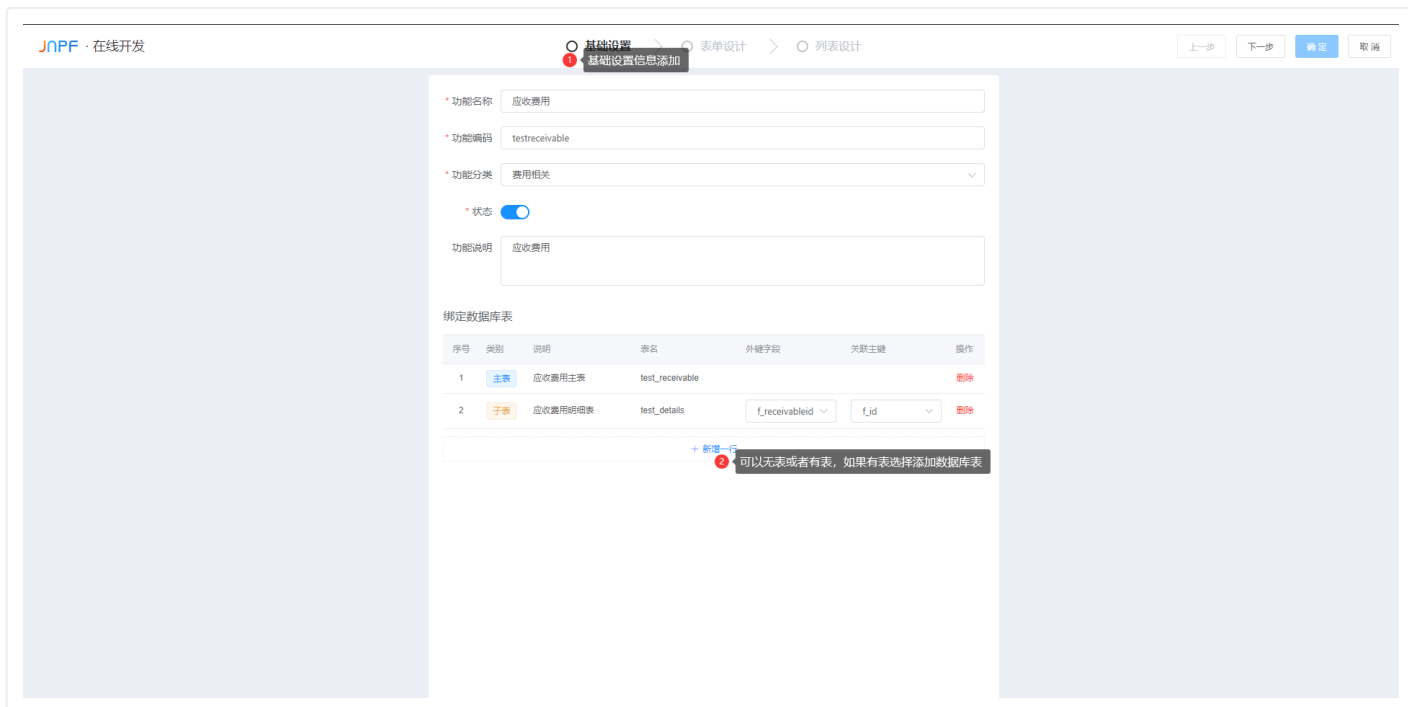 JNPF · 在线开发
基础设置 表单设计 列表设计
上一步 下一步 确定 取消
1 基础设置信息添加
* 功能名称 应收费用
* 功能编码 testreceivable
* 功能分类 费用相关
* 状态
功能说明 应收费用
绑定数据库表
序号 类别 说明 表名 外键字段 关联主键 操作
1 主表 应收费用主表 test_receivable 删除
2 子表 应收费用明细表 test_details f_receivableid f_id 删除
+ 新增一行
2 可以无表或者有表，如果有表选择添加数据库表